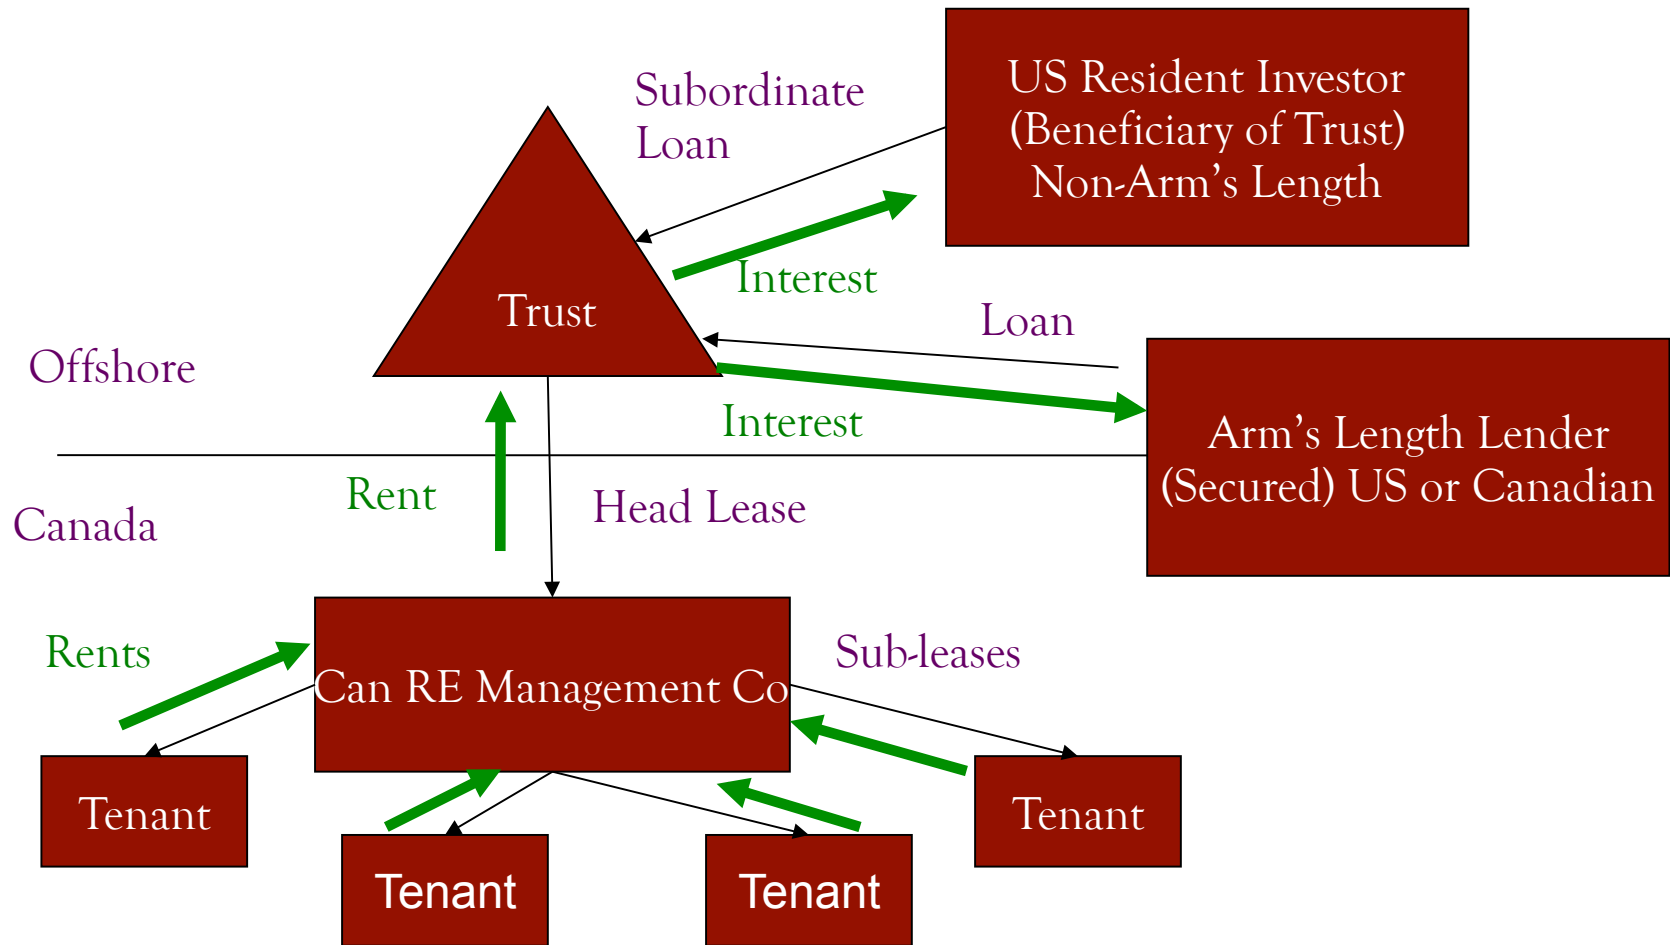 Subordinate
Loan
US Resident Investor
(Beneficiary of Trust)
Non-Arm’s Length
Interest
Trust
Loan
Offshore
Interest
Arm’s Length Lender
(Secured) US or Canadian
Rent
Head Lease
Canada
Rents
Sub-leases
Can RE Management Co
Tenant
Tenant
Tenant
Tenant